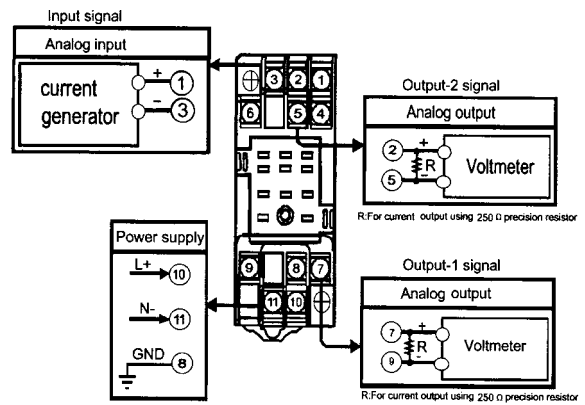 Input signal
Analog input
current generator
+ 1
- 3
3 2 1
6 5 4
9 8 7
11 10
Output-2 signal
Analog output
2 +
R
5 -
Voltmeter
R:For current output using 250 Ω precision resistor
Power supply
L+ 10
N- 11
GND 8
Output-1 signal
Analog output
7 +
R
9 -
Voltmeter
R:For current output using 250 Ω precision resistor